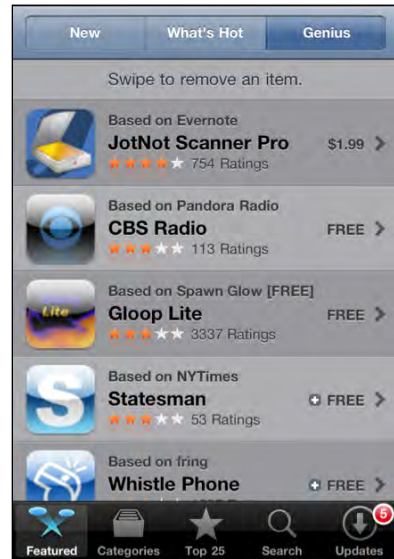 New What's Hot Genius
Swipe to remove an item.
Based on Evernote
JotNot Scanner Pro $1.99
754 Ratings
Based on Pandora Radio
CBS Radio FREE
113 Ratings
Based on Spawn Glow [FREE]
Lite
Gloop Lite FREE
3337 Ratings
Based on NYTimes
S
Statesman FREE
53 Ratings
Based on fring
Whistle Phone FREE
5
Featured Categories Top 25 Search Updates